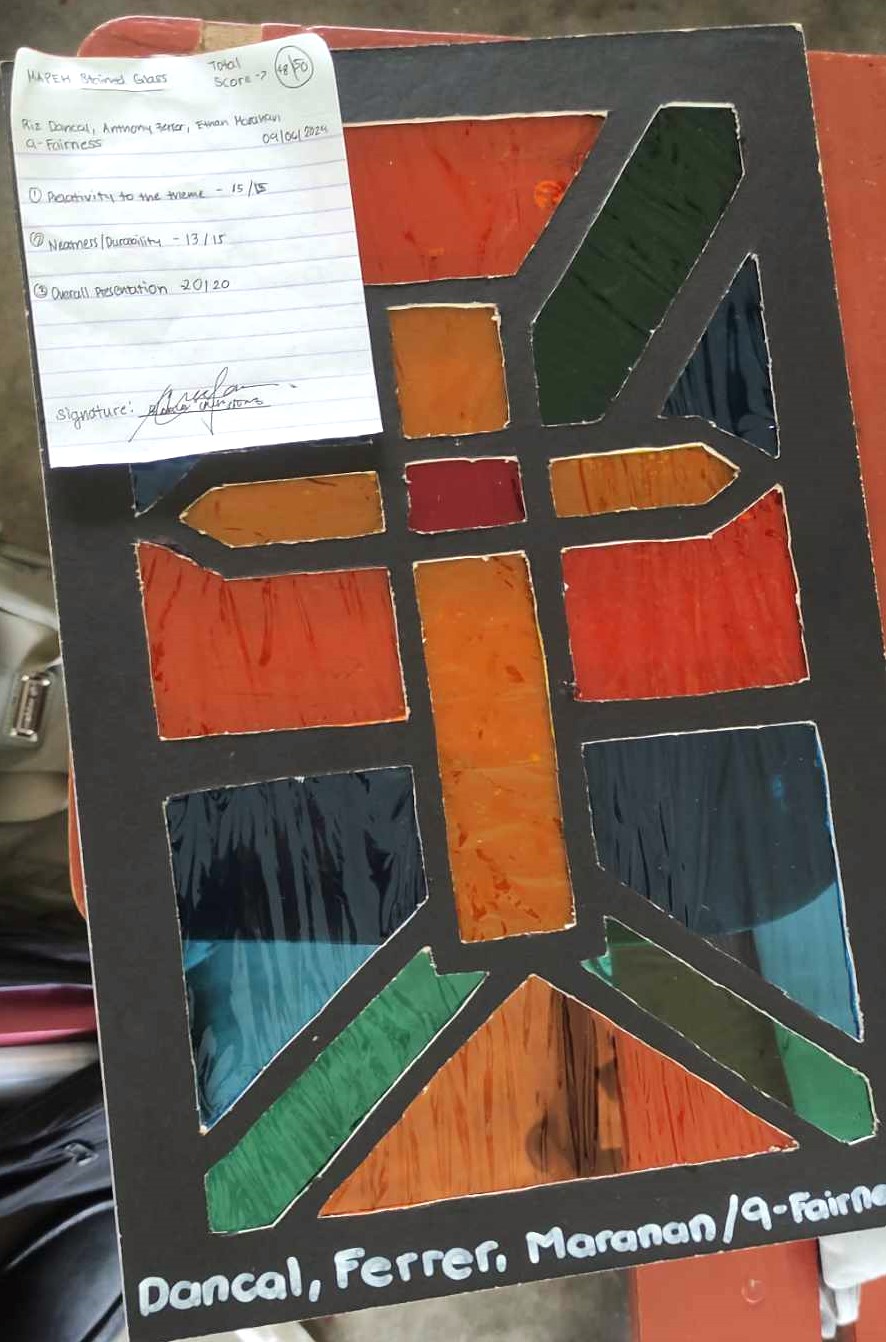 MAPEH Stained Glass
Total Score -> 48/50
Riz Dancal, Anthony Ferrer, Ethan Maranan
9-Fairness
09/04/2024
① Reactivity to the theme - 15/15
② Neatness/Durability - 13/15
③ Overall Presentation - 20/20
signature:
Dancal, Ferrer, Maranan/9-Fairne